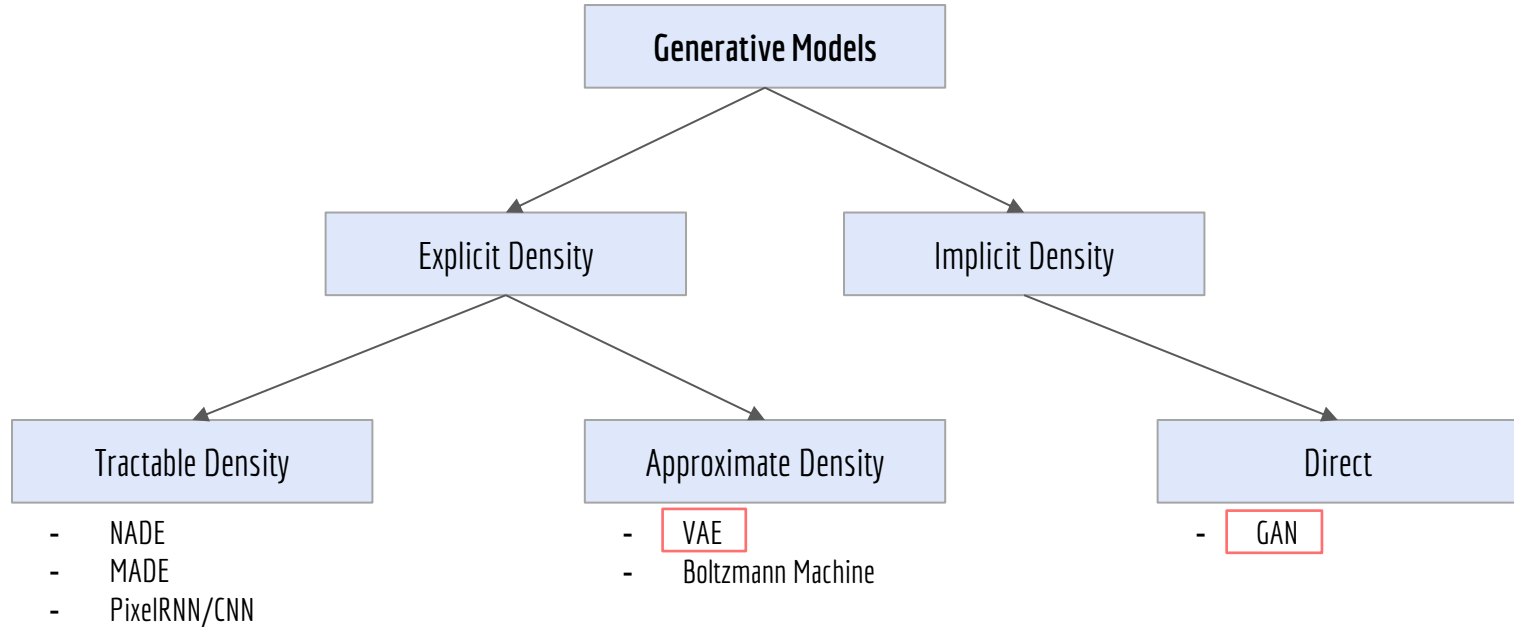 Generative Models
Explicit Density
Implicit Density
Tractable Density
- NADE
- MADE
- PixelRNN/CNN
Approximate Density
- VAE
- Boltzmann Machine
Direct
- GAN